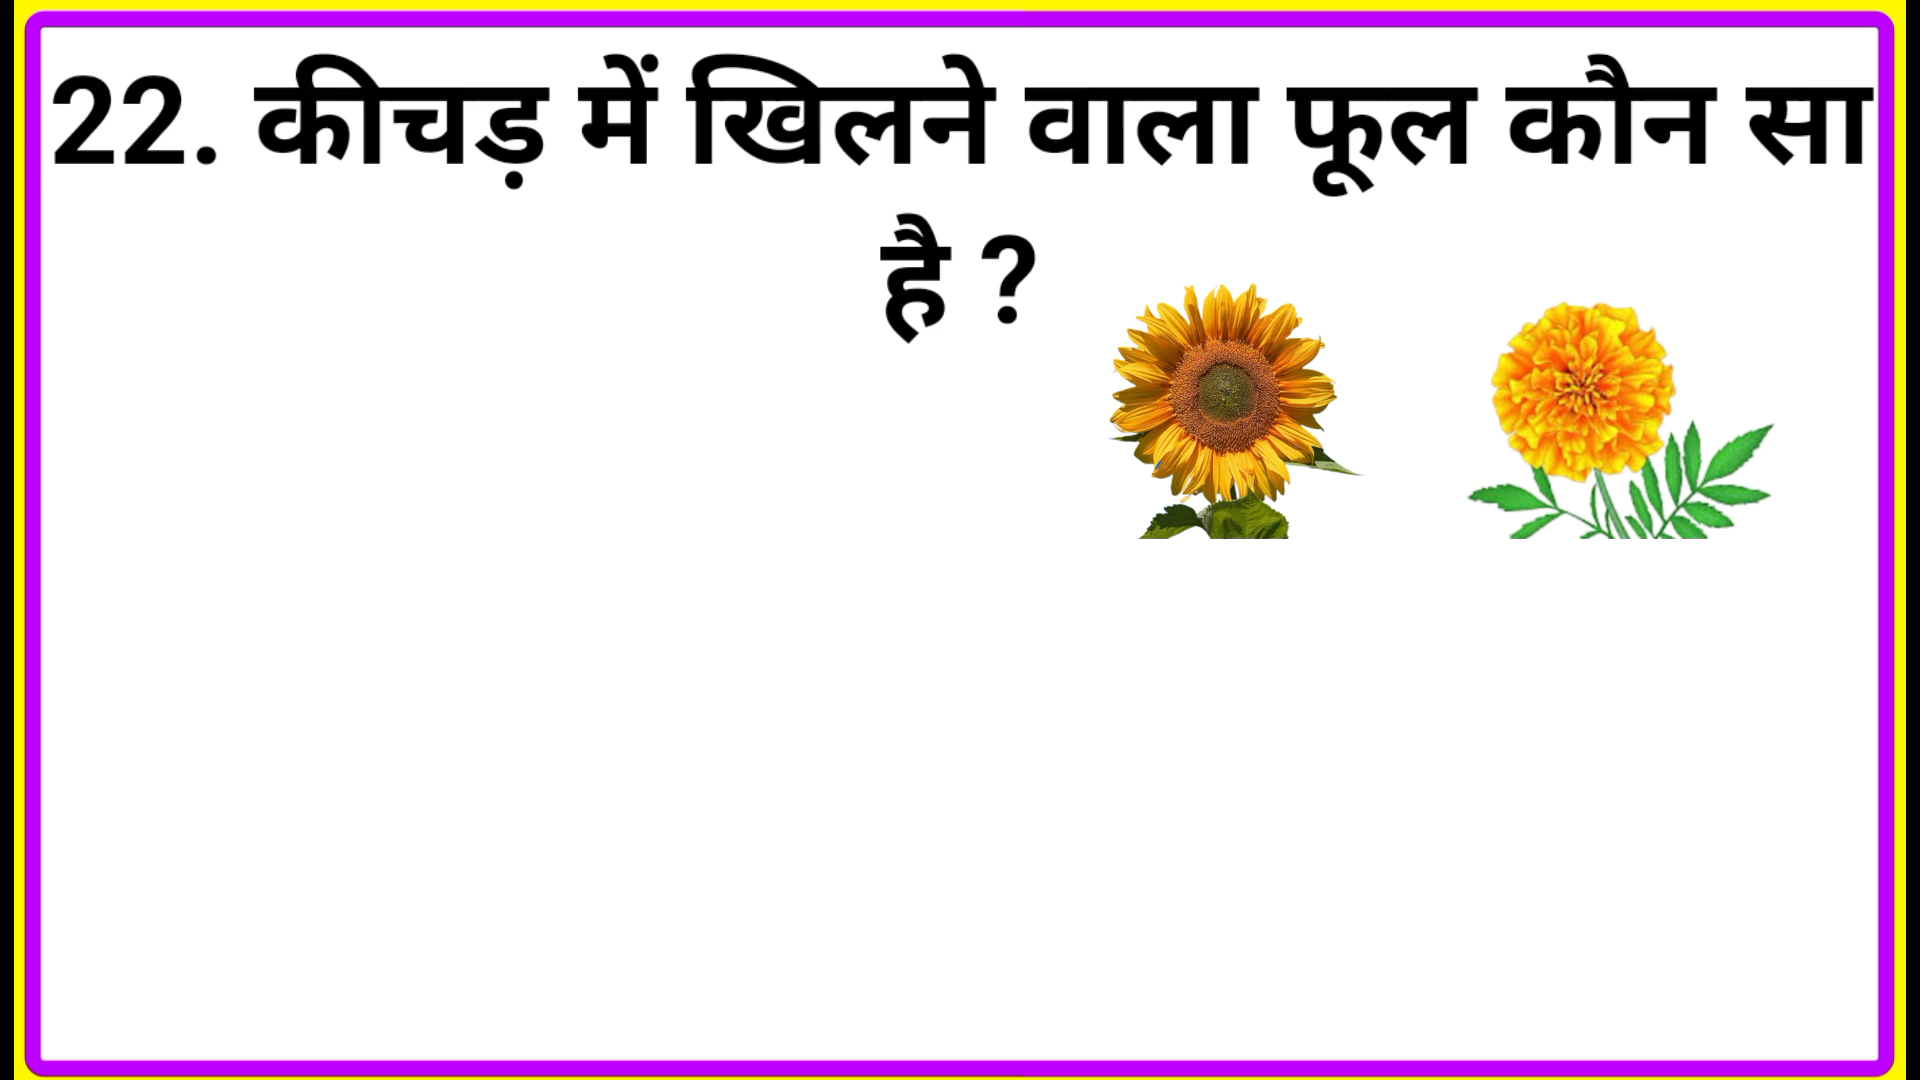 22. कीचड़ में खिलने वाला फूल कौन सा
है ?